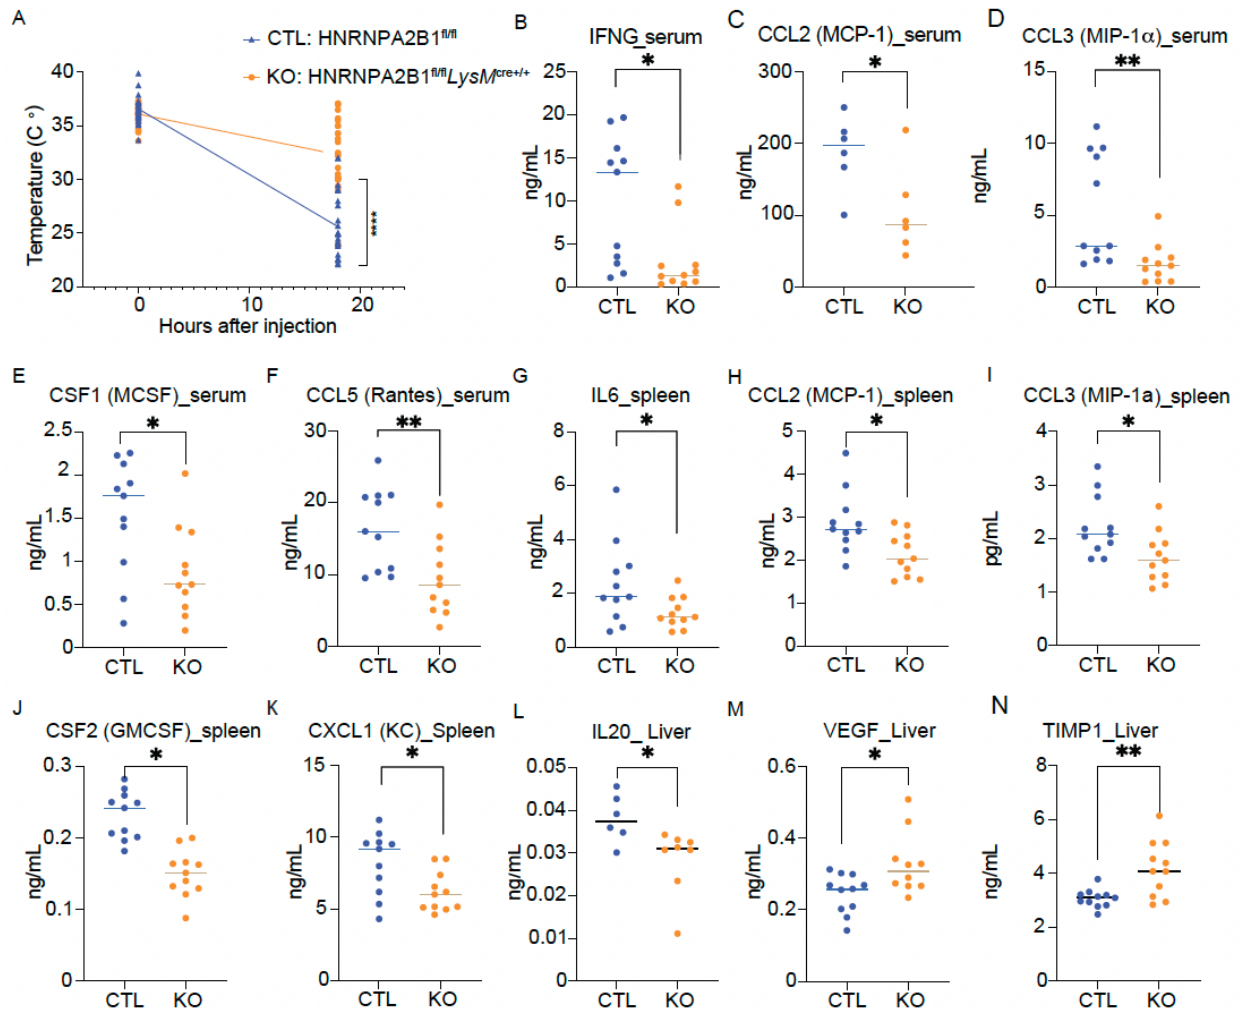 A
CTL: HNRNPA2B1fl/fl
KO: HNRNPA2B1fl/flLysMcre+/+
40
35
30
25
20
Temperature (C °)
****
0
10
20
Hours after injection
B
IFNG_serum
*
25
20
15
10
5
0
ng/mL
CTL
KO
C
CCL2 (MCP-1)_serum
*
300
200
100
0
ng/mL
CTL
KO
D
CCL3 (MIP-1α)_serum
**
15
10
5
0
ng/mL
CTL
KO
E
CSF1 (MCSF)_serum
*
2.5
2
1.5
1
0.5
0
ng/mL
CTL
KO
F
CCL5 (Rantes)_serum
**
30
20
10
0
ng/mL
CTL
KO
G
IL6_spleen
*
8
6
4
2
0
ng/mL
CTL
KO
H
CCL2 (MCP-1)_spleen
*
5
4
3
2
1
0
ng/mL
CTL
KO
I
CCL3 (MIP-1a)_spleen
*
4
3
2
1
0
pg/mL
CTL
KO
J
CSF2 (GMCSF)_spleen
*
0.3
0.2
0.1
0
ng/mL
CTL
KO
K
CXCL1 (KC)_Spleen
*
15
10
5
0
ng/mL
CTL
KO
L
IL20_ Liver
*
0.05
0.04
0.03
0.02
0.01
0
ng/mL
CTL
KO
M
VEGF_Liver
*
0.6
0.4
0.2
0
ng/mL
CTL
KO
N
TIMP1_Liver
**
8
6
4
2
0
ng/mL
CTL
KO